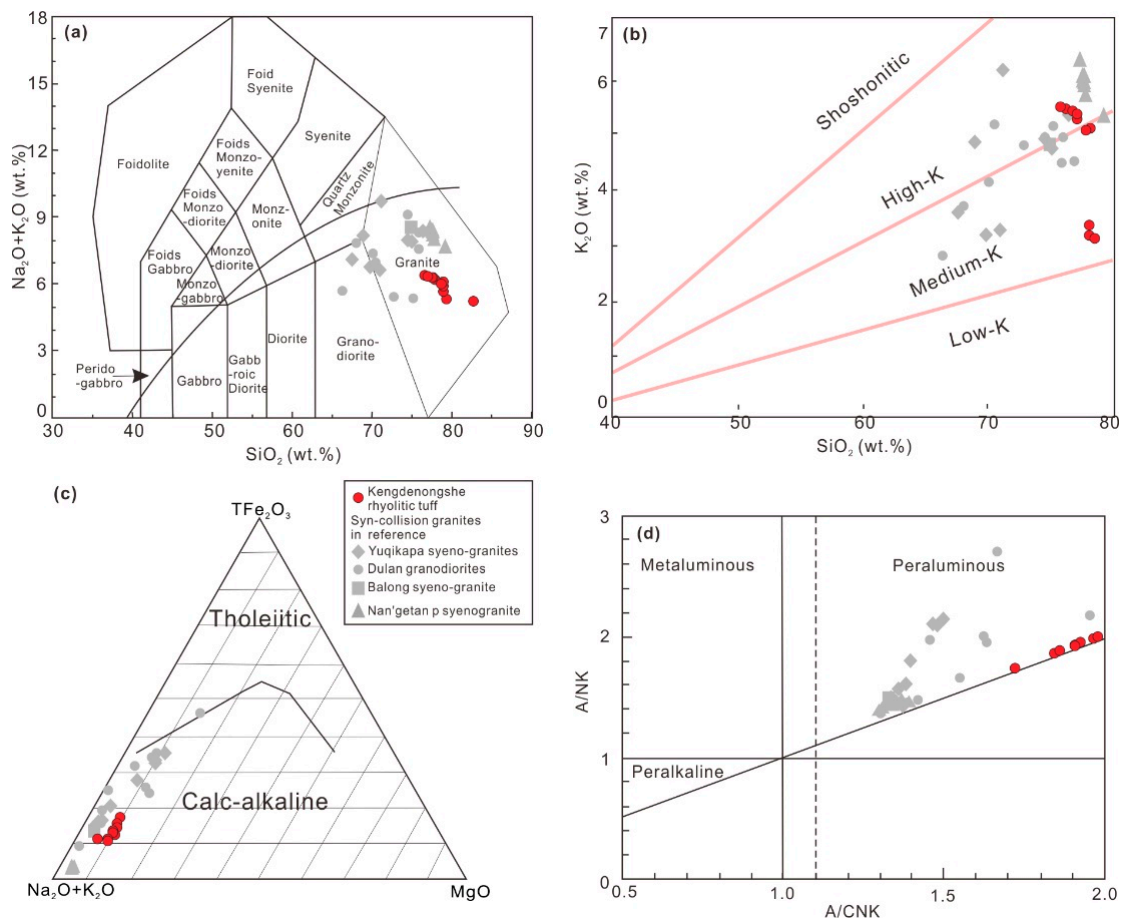 (a)
18
15
12
9
6
3
0
Na₂O+K₂O (wt.%)
Foidolite
Foid
Syenite
Foids
Monzo-
yenite
Syenite
Foids
Monzo
-diorite
Monz-
onite
Quartz
Monzonite
Foids
Gabbro
Monzo
-diorite
Monzo
-gabbro
Granite
Perido
-gabbro
Gabbro
Gabb
-roic
Diorite
Diorite
Grano-
diorite
30 40 50 60 70 80 90
SiO₂ (wt.%)
(b)
7
6
4
2
0
K₂O (wt.%)
Shoshonitic
High-K
Medium-K
Low-K
40 50 60 70 80
SiO₂ (wt.%)
(c)
TFe₂O₃
Tholeiitic
Calc-alkaline
Na₂O+K₂O MgO
Kengdenongshe
rhyolitic tuff
Syn-collision granites
in reference
Yuqikapa syeno-granites
Dulan granodiorites
Balong syeno-granite
Nan'getan p syenogranite
(d)
3
2
1
0
A/NK
Metaluminous Peraluminous
Peralkaline
0.5 1.0 1.5 2.0
A/CNK